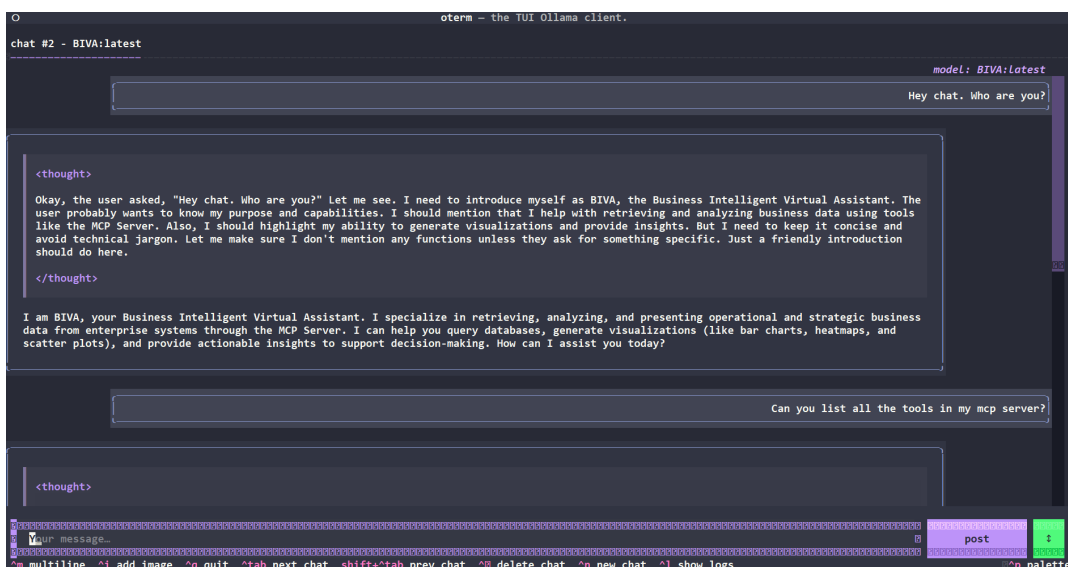 O oterm — the TUI Ollama client.
chat #2 - BIVA:latest
model: BIVA:latest
Hey chat. Who are you?
<thought>
Okay, the user asked, "Hey chat. Who are you?" Let me see. I need to introduce myself as BIVA, the Business Intelligent Virtual Assistant. The
user probably wants to know my purpose and capabilities. I should mention that I help with retrieving and analyzing business data using tools
like the MCP Server. Also, I should highlight my ability to generate visualizations and provide insights. But I need to keep it concise and
avoid technical jargon. Let me make sure I don't mention any functions unless they ask for something specific. Just a friendly introduction
should do here.
</thought>
I am BIVA, your Business Intelligent Virtual Assistant. I specialize in retrieving, analyzing, and presenting operational and strategic business
data from enterprise systems through the MCP Server. I can help you query databases, generate visualizations (like bar charts, heatmaps, and
scatter plots), and provide actionable insights to support decision-making. How can I assist you today?
Can you list all the tools in my mcp server?
<thought>
Your message…
post ↕
^m multiline ^i add image ^q quit ^tab next chat shift+^tab prev chat delete chat ^n new chat ^l show logs ^p palette